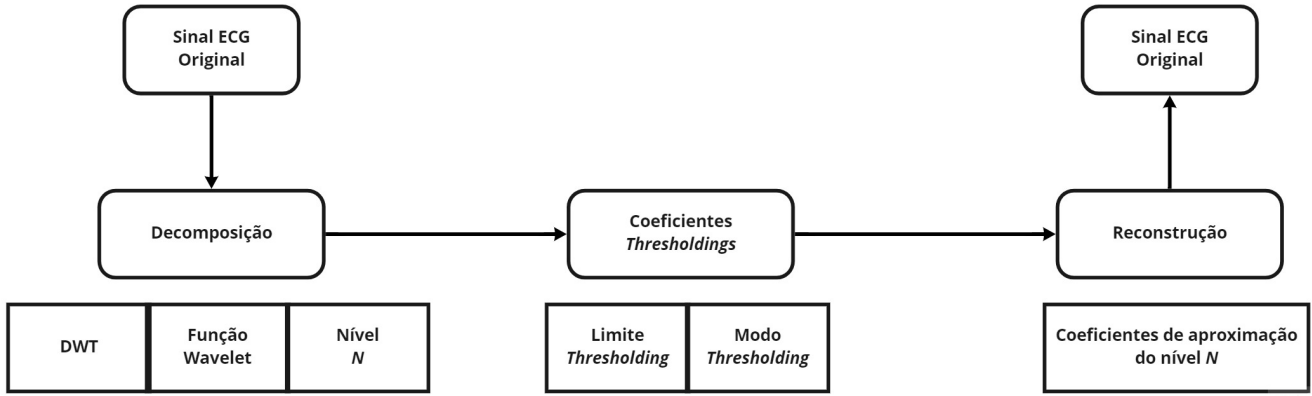 Sinal ECG
Original
Sinal ECG
Original
Decomposição
Coeficientes
Thresholdings
Reconstrução
DWT
Função
Wavelet
Nível
N
Limite
Thresholding
Modo
Thresholding
Coeficientes de aproximação
do nível N